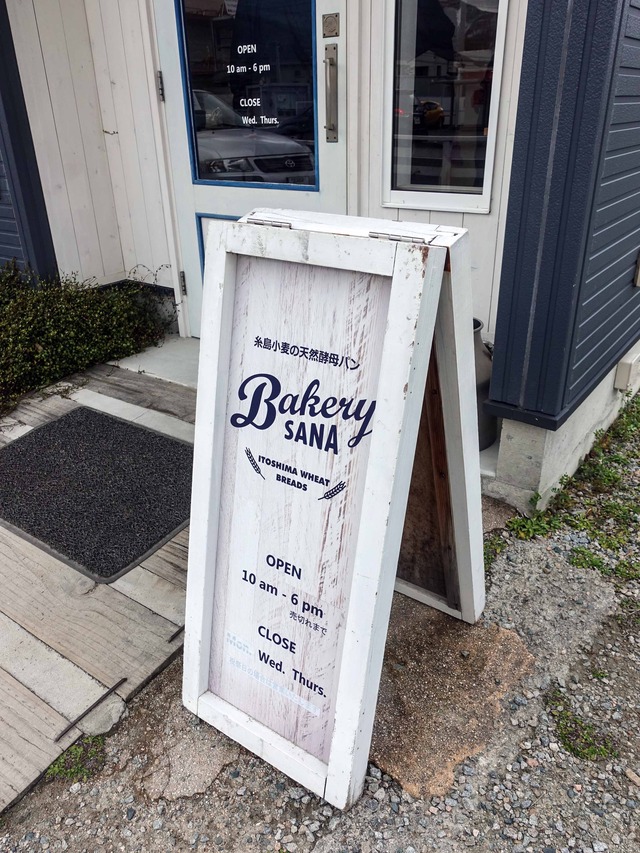 OPEN
10 am - 6 pm
CLOSE
Wed. Thurs.
糸島小麦の天然酵母パン
Bakery
SANA
ITOSHIMA WHEAT
BREADS
OPEN
10 am - 6 pm
売切れまで
CLOSE
Mon.
Wed. Thurs.